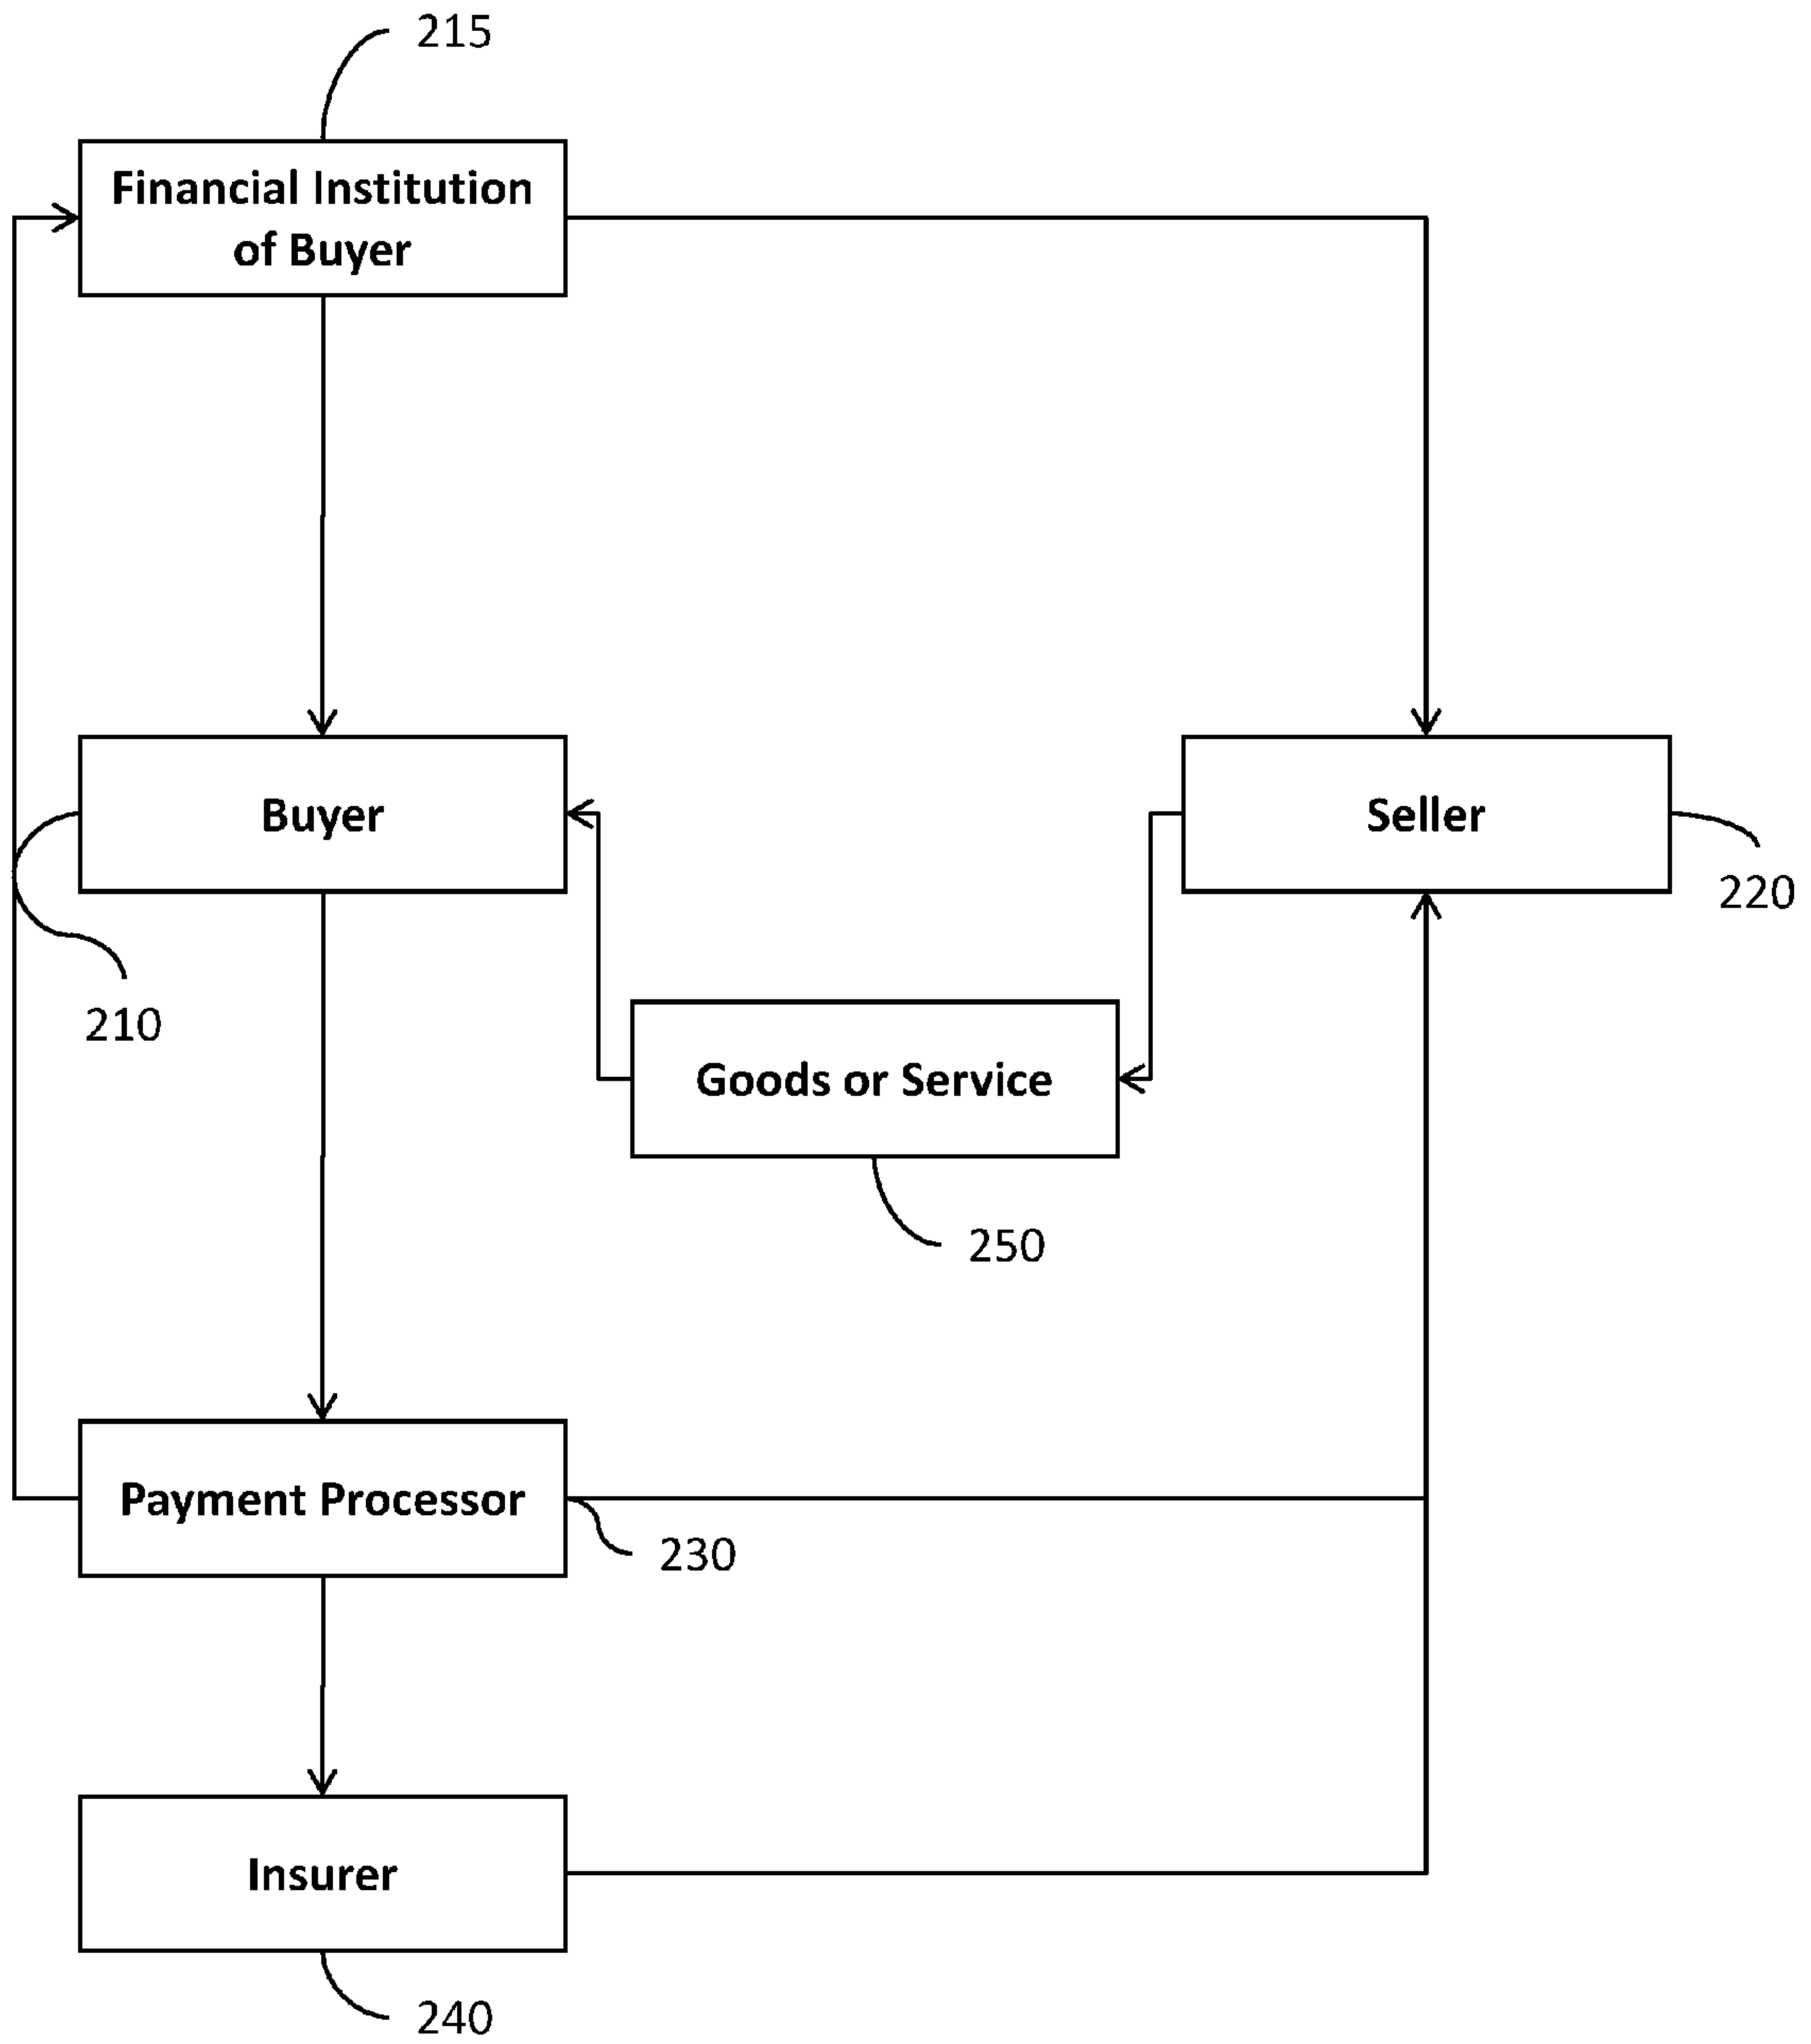 215
Financial Institution
of Buyer
Buyer
Seller
220
210
Goods or Service
250
Payment Processor
230
Insurer
240